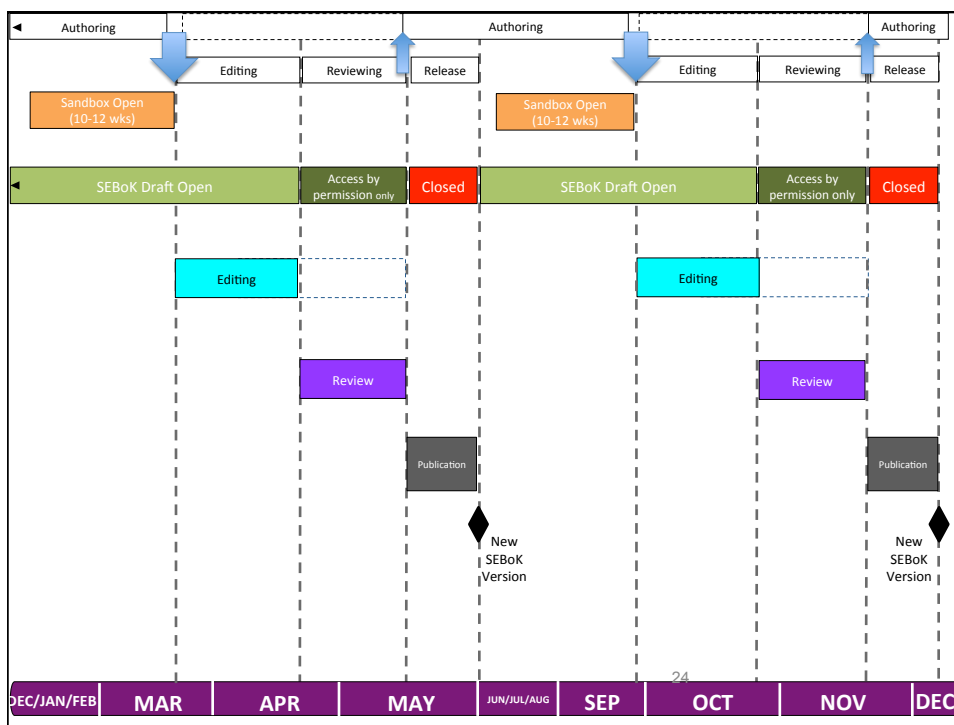 Authoring
Authoring
Authoring
Editing
Reviewing
Release
Editing
Reviewing
Release
Sandbox Open
(10-12 wks)
Sandbox Open
(10-12 wks)
SEBoK Draft Open
Access by
permission only
Closed
SEBoK Draft Open
Access by
permission only
Closed
Editing
Editing
Review
Review
Publication
Publication
New
SEBoK
Version
New
SEBoK
Version
24
DEC/JAN/FEB
MAR
APR
MAY
JUN/JUL/AUG
SEP
OCT
NOV
DEC